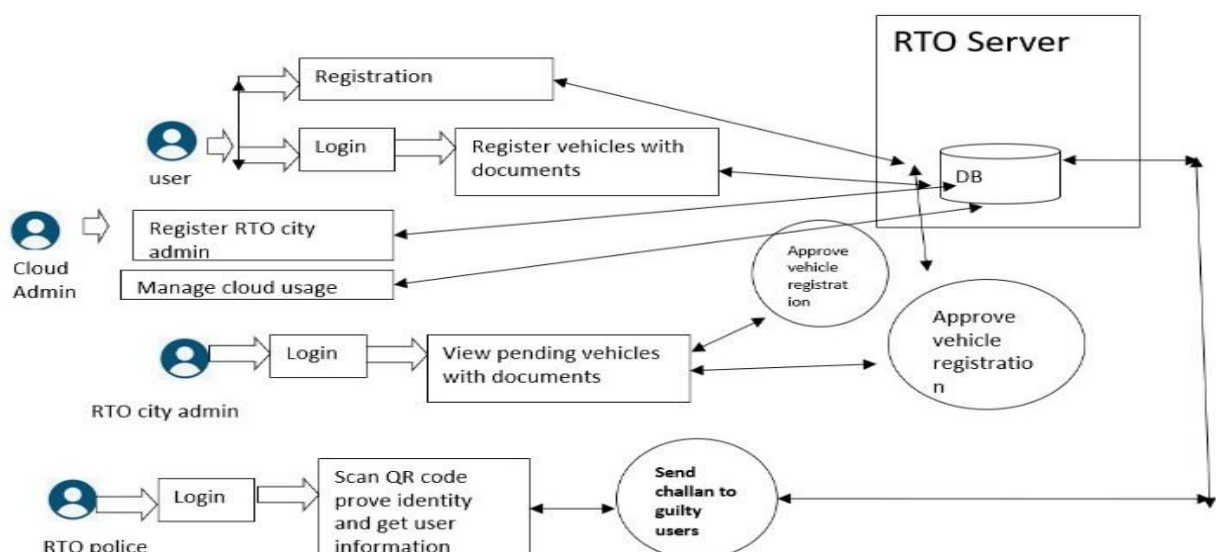 RTO Server
Registration
Login
Register vehicles with
documents
DB
user
Register RTO city
admin
Cloud
Admin
Manage cloud usage
Approve
vehicle
registrat
ion
Approve
vehicle
registratio
n
Login
View pending vehicles
with documents
RTO city admin
Login
Scan QR code
prove identity
and get user
information
Send
challan to
guilty
users
RTO police